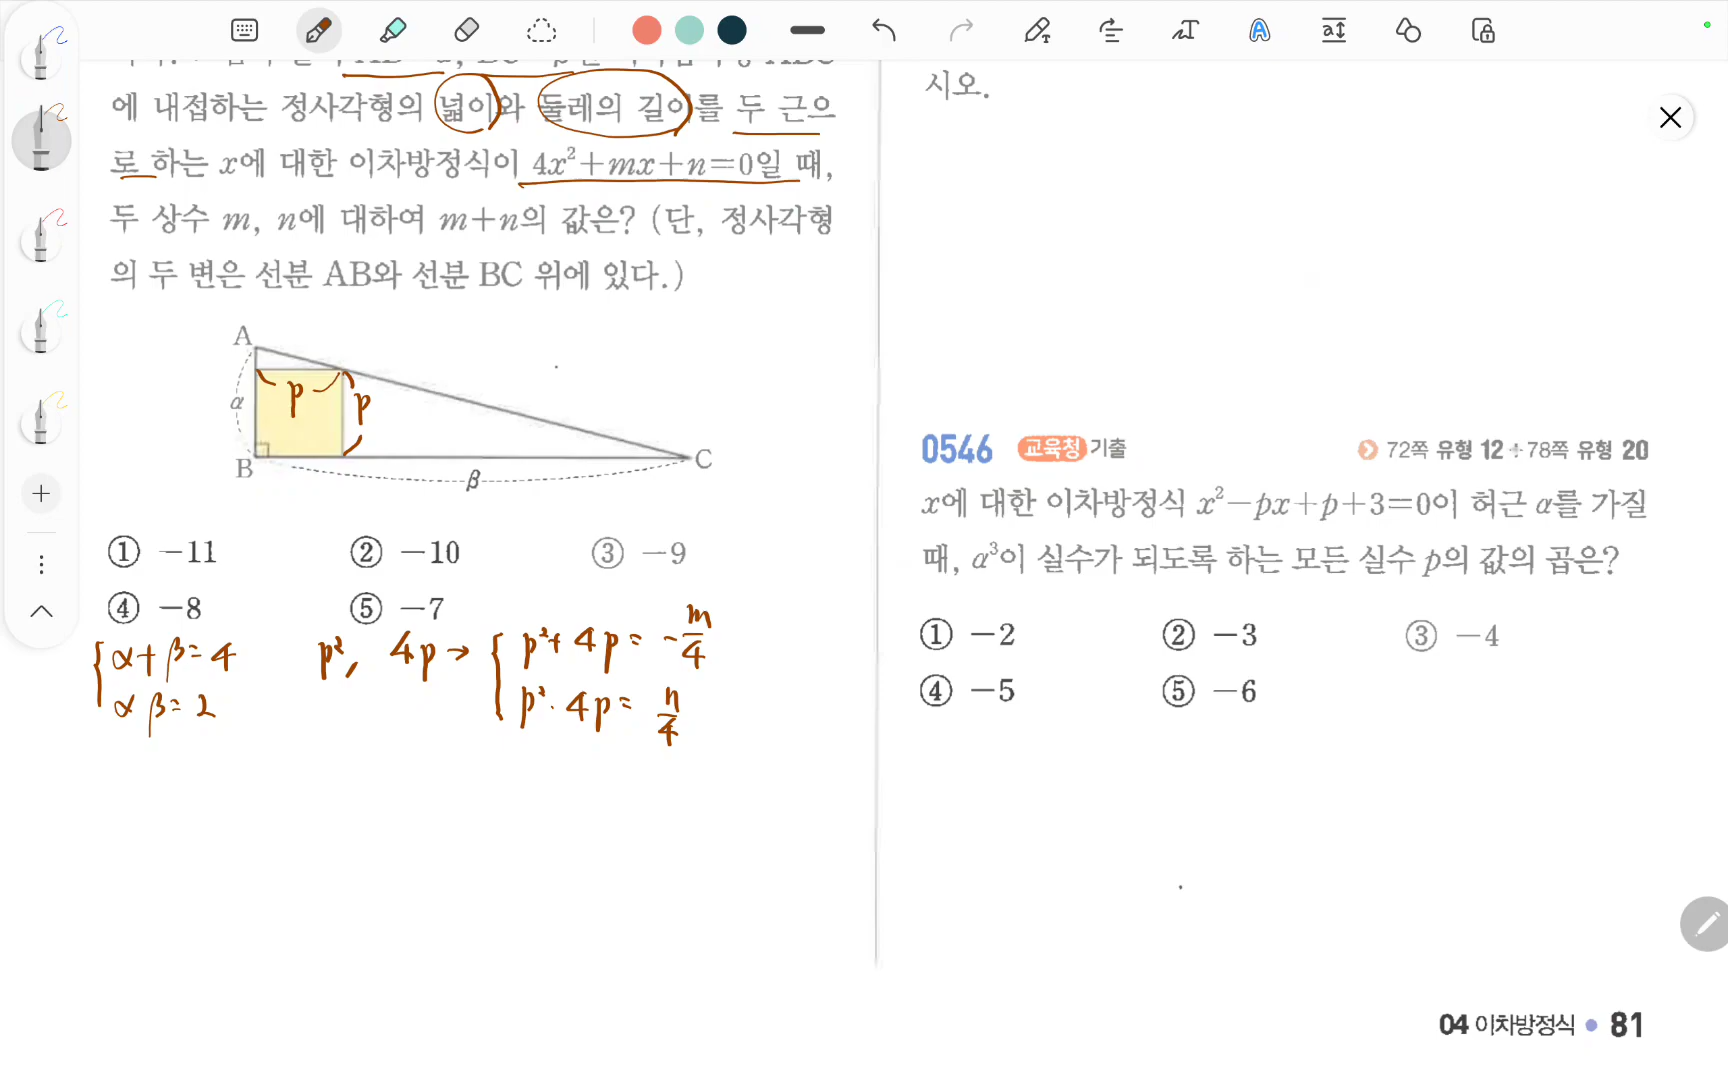 시오.
에 내접하는 정사각형의 넓이와 둘레의 길이를 두 근으
로 하는 x에 대한 이차방정식이 4x²+mx+n=0일 때,
두 상수 m, n에 대하여 m+n의 값은? (단, 정사각형
의 두 변은 선분 AB와 선분 BC 위에 있다.)
A
p
p
α
B
C
β
① -11
② -10
③ -9
④ -8
⑤ -7
α+β=4
αβ=2
p², 4p →
p²+4p=-m/4
p²·4p=n/4
0546 교육청 기출
72쪽 유형 12 + 78쪽 유형 20
x에 대한 이차방정식 x²-px+p+3=0이 허근 α를 가질
때, α³이 실수가 되도록 하는 모든 실수 p의 값의 곱은?
① -2
② -3
③ -4
④ -5
⑤ -6
04 이차방정식 • 81